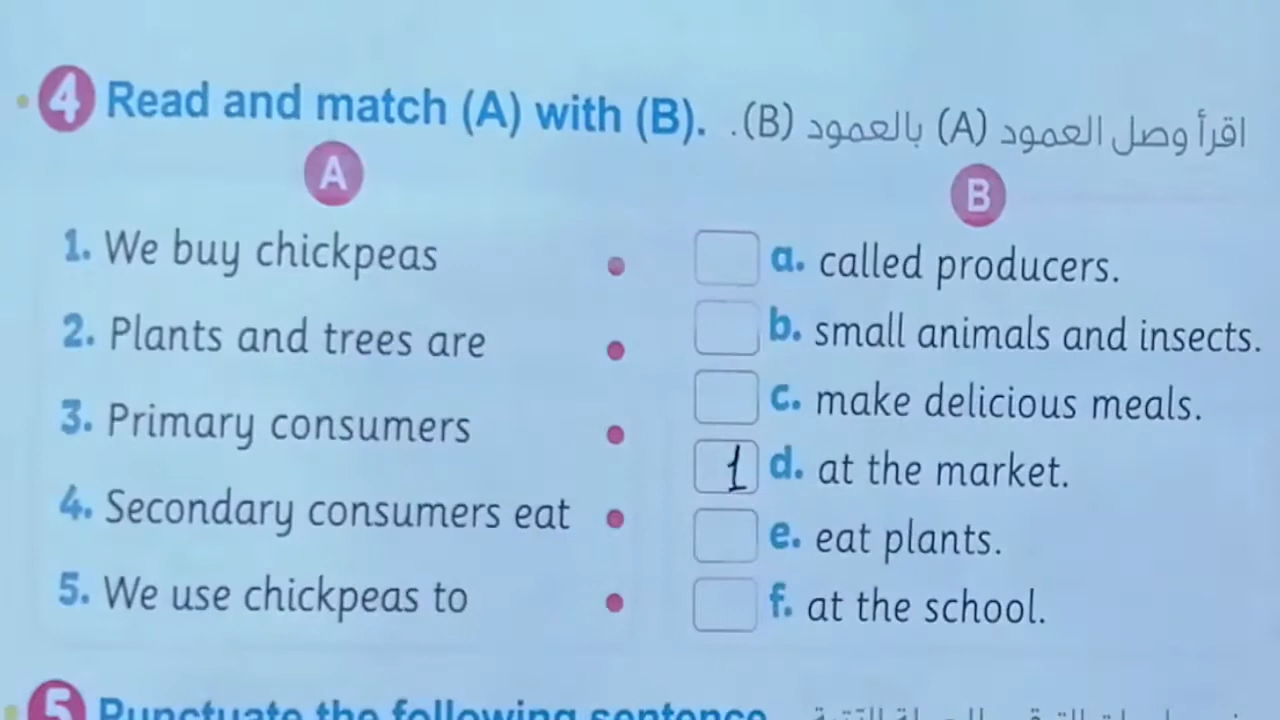 4 Read and match (A) with (B). اقرأ وصل العمود (A) بالعمود (B).
A
B
1. We buy chickpeas
2. Plants and trees are
3. Primary consumers
4. Secondary consumers eat
5. We use chickpeas to
a. called producers.
b. small animals and insects.
c. make delicious meals.
1 d. at the market.
e. eat plants.
f. at the school.
5 Punctuate the following sentence